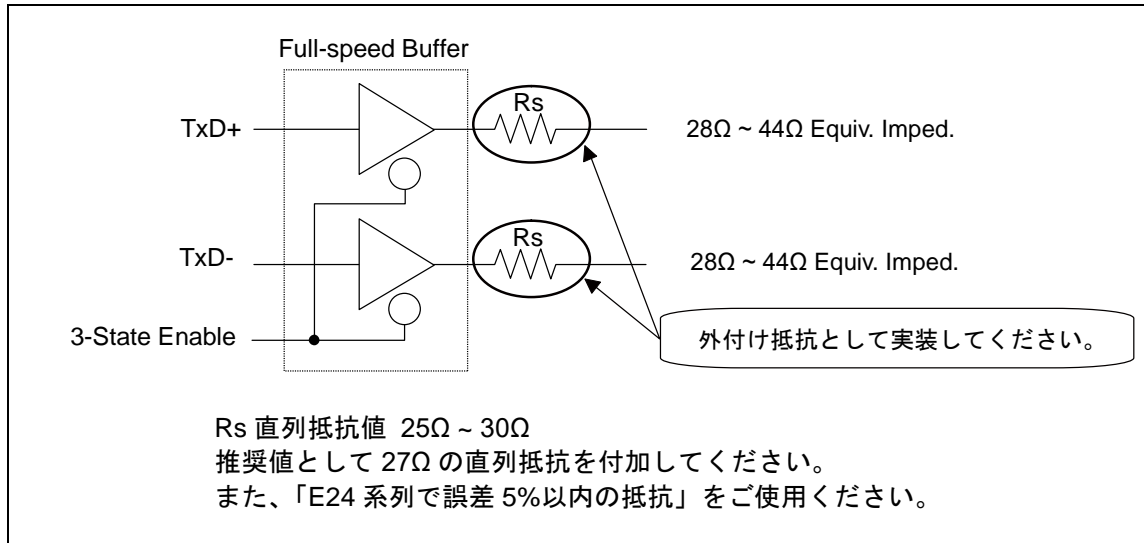 Full-speed Buffer
Rs
TxD+
28Ω ~ 44Ω Equiv. Imped.
Rs
TxD-
28Ω ~ 44Ω Equiv. Imped.
3-State Enable
外付け抵抗として実装してください。
Rs 直列抵抗値 25Ω ~ 30Ω
推奨値として 27Ω の直列抵抗を付加してください。
また、「E24 系列で誤差 5%以内の抵抗」をご使用ください。